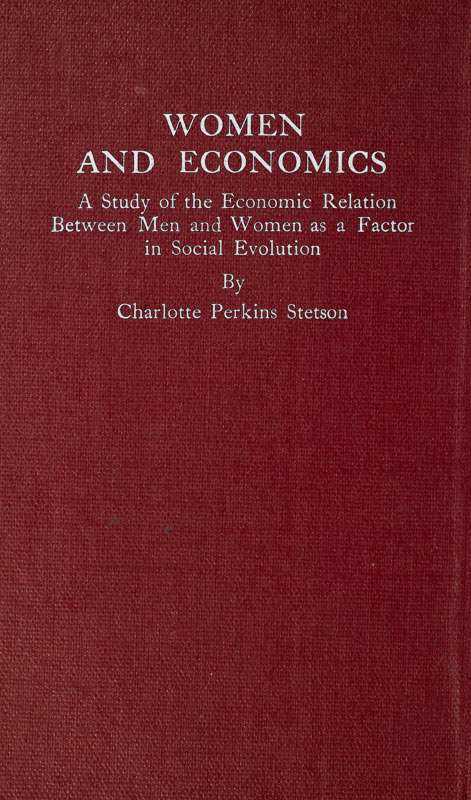 WOMEN
AND ECONOMICS
A Study of the Economic Relation
Between Men and Women as a Factor
in Social Evolution
By
Charlotte Perkins Stetson